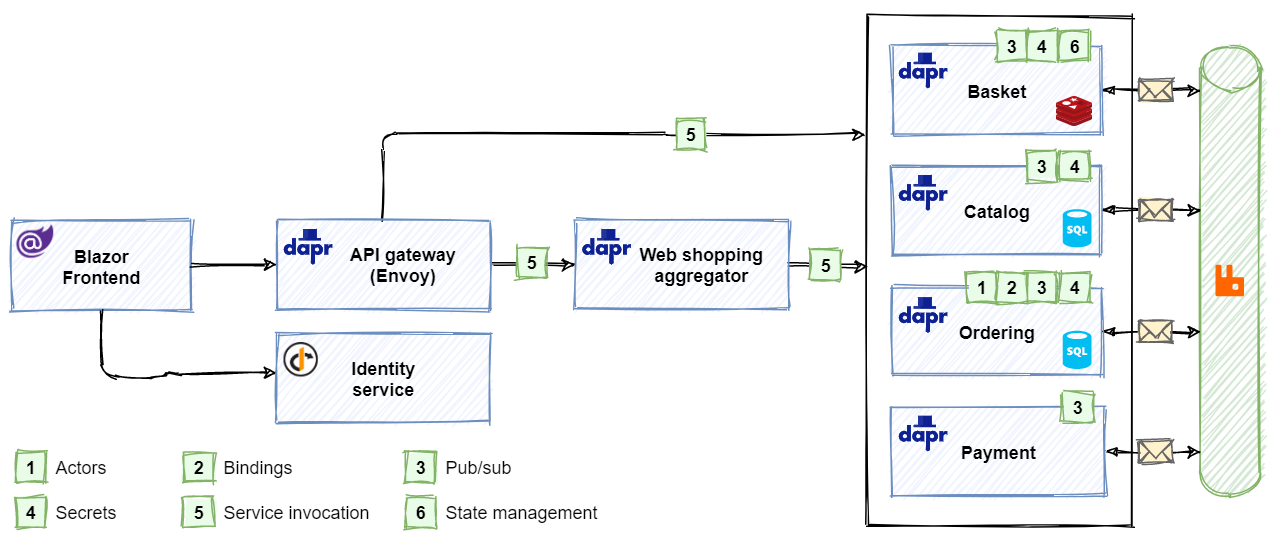 3 4 6
dapr
Basket
5
3 4
dapr
Catalog
SQL
Blazor
Frontend
dapr
API gateway
(Envoy)
5
dapr
Web shopping
aggregator
5
1 2 3 4
dapr
Ordering
SQL
Identity
service
3
dapr
Payment
1 Actors
2 Bindings
3 Pub/sub
4 Secrets
5 Service invocation
6 State management